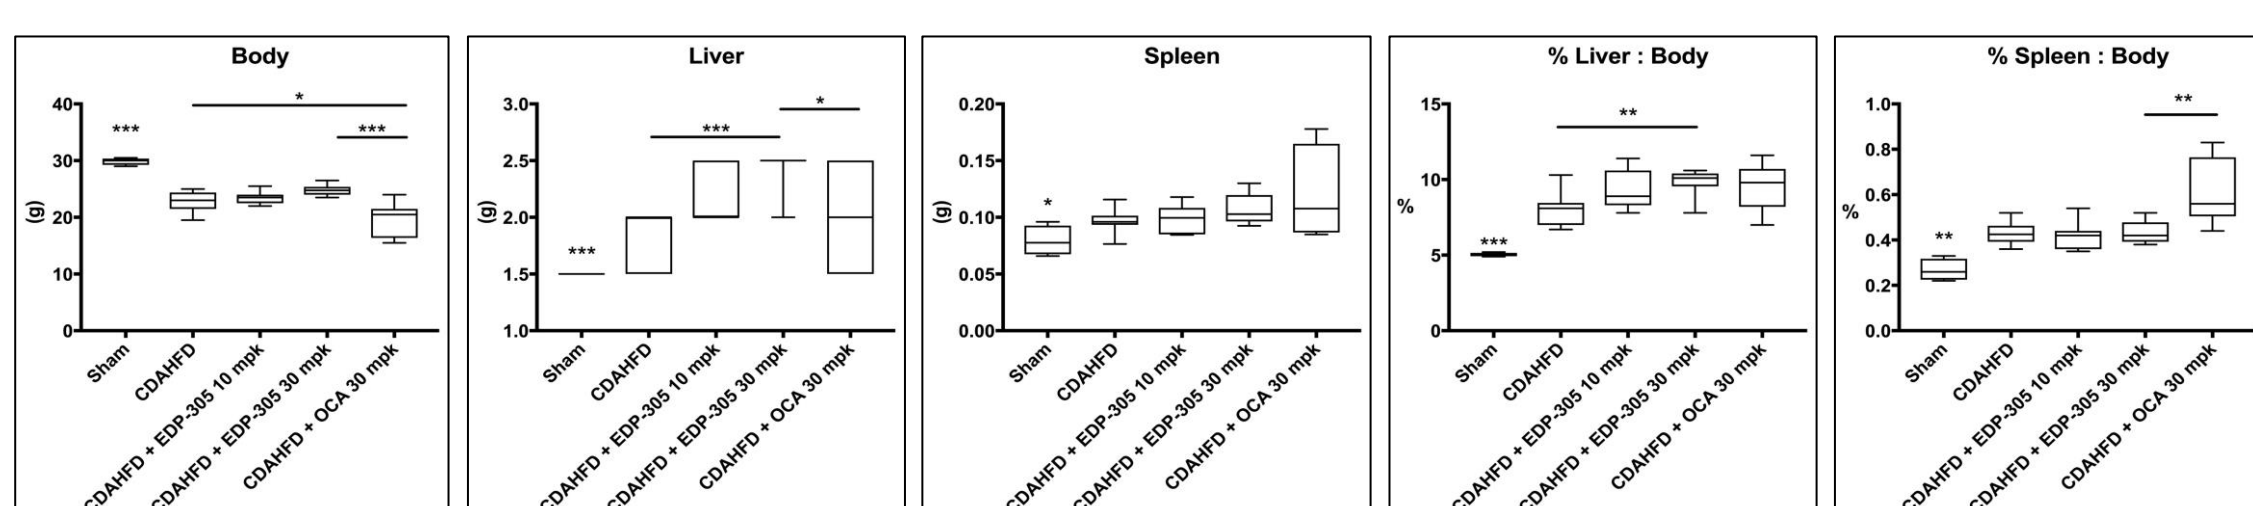 Body
40
30
20
10
0
(g)
***
*
***
Sham
CDAHFD
CDAHFD + EDP-305 10 mpk
CDAHFD + EDP-305 30 mpk
CDAHFD + OCA 30 mpk
Liver
3.0
2.5
2.0
1.5
1.0
(g)
***
***
*
Sham
CDAHFD
CDAHFD + EDP-305 10 mpk
CDAHFD + EDP-305 30 mpk
CDAHFD + OCA 30 mpk
Spleen
0.20
0.15
0.10
0.05
0.00
(g)
*
Sham
CDAHFD
CDAHFD + EDP-305 10 mpk
CDAHFD + EDP-305 30 mpk
CDAHFD + OCA 30 mpk
% Liver : Body
15
10
5
0
%
***
**
Sham
CDAHFD
CDAHFD + EDP-305 10 mpk
CDAHFD + EDP-305 30 mpk
CDAHFD + OCA 30 mpk
% Spleen : Body
1.0
0.8
0.6
0.4
0.2
0.0
%
**
**
Sham
CDAHFD
CDAHFD + EDP-305 10 mpk
CDAHFD + EDP-305 30 mpk
CDAHFD + OCA 30 mpk